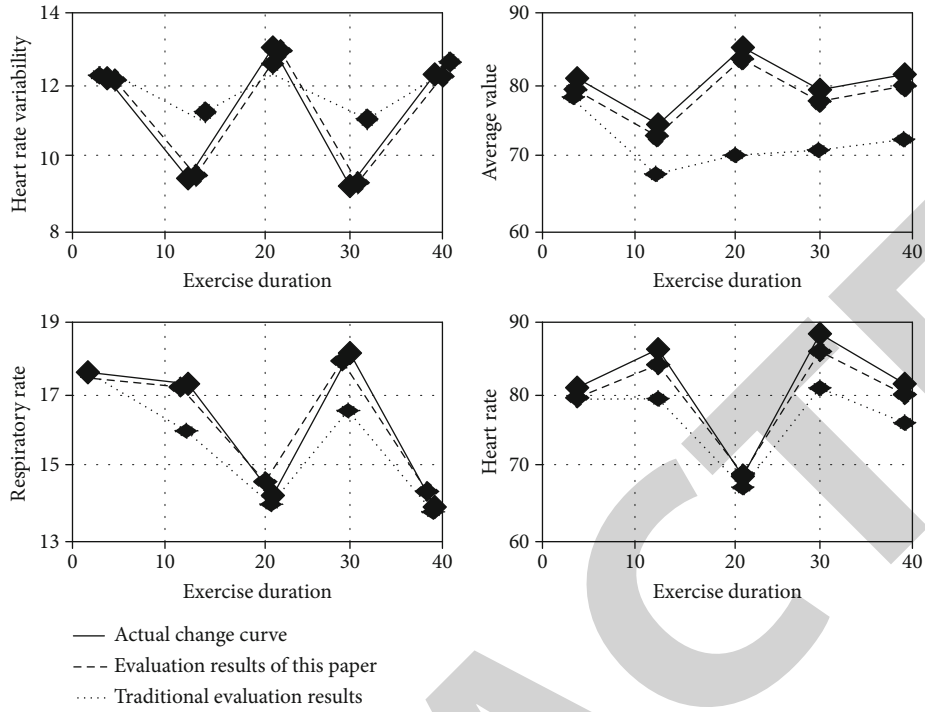 14
12
10
8
0 10 20 30 40
Heart rate variability
Exercise duration
90
80
70
60
0 10 20 30 40
Average value
Exercise duration
19
17
15
13
0 10 20 30 40
Respiratory rate
Exercise duration
90
80
70
60
0 10 20 30 40
Heart rate
Exercise duration
Actual change curve
Evaluation results of this paper
Traditional evaluation results